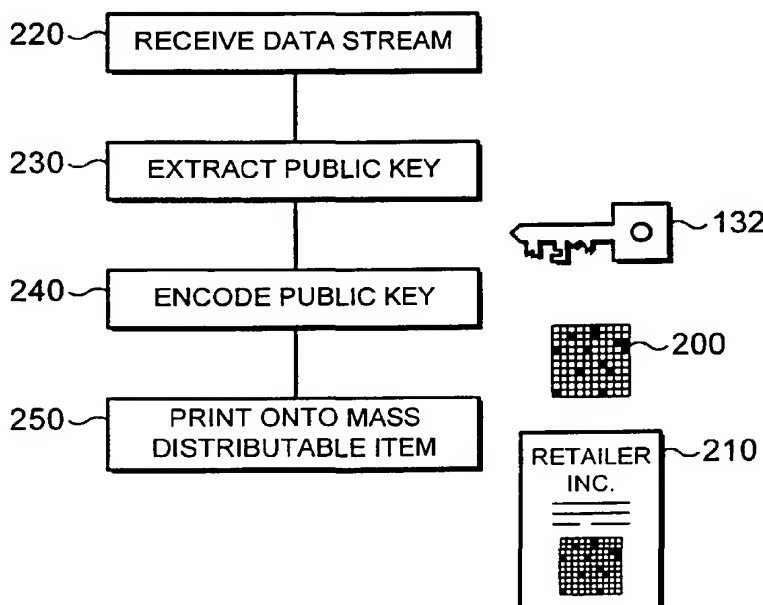 220
RECEIVE DATA STREAM
230
EXTRACT PUBLIC KEY
132
240
ENCODE PUBLIC KEY
200
250
PRINT ONTO MASS
DISTRIBUTABLE ITEM
210
RETAILER
INC.